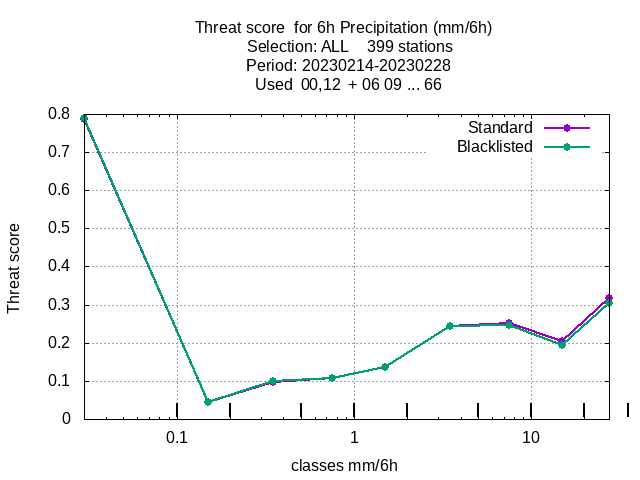 Threat score  for 6h Precipitation (mm/6h)
Selection: ALL    399 stations
Period: 20230214-20230228
Used  00,12  + 06 09 ... 66
Standard
Blacklisted
Threat score
0.8
0.7
0.6
0.5
0.4
0.3
0.2
0.1
0
0.1 1 10
classes mm/6h